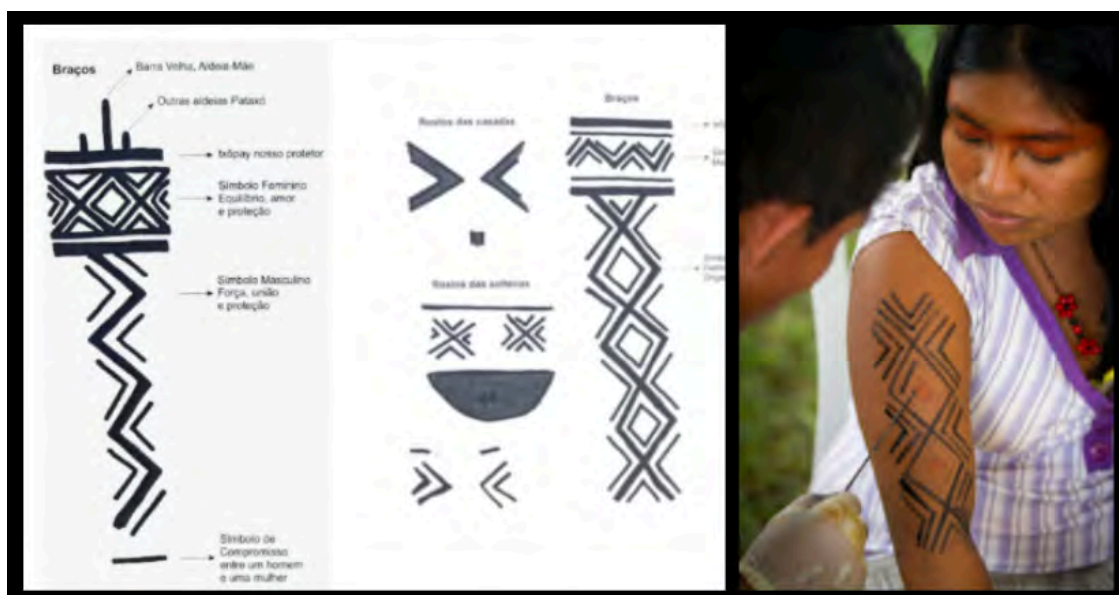 Braços
Barra Velha, Aldeia-Mãe
Outras aldeias Pataxó
txôpay nosso protetor
Símbolo Feminino
Equilíbrio, amor
e proteção
Símbolo Masculino
Força, união
e proteção
Símbolo de
Compromisso
entre um homem
e uma mulher
Rostos das casadas
Rostos das solteiras
Braços